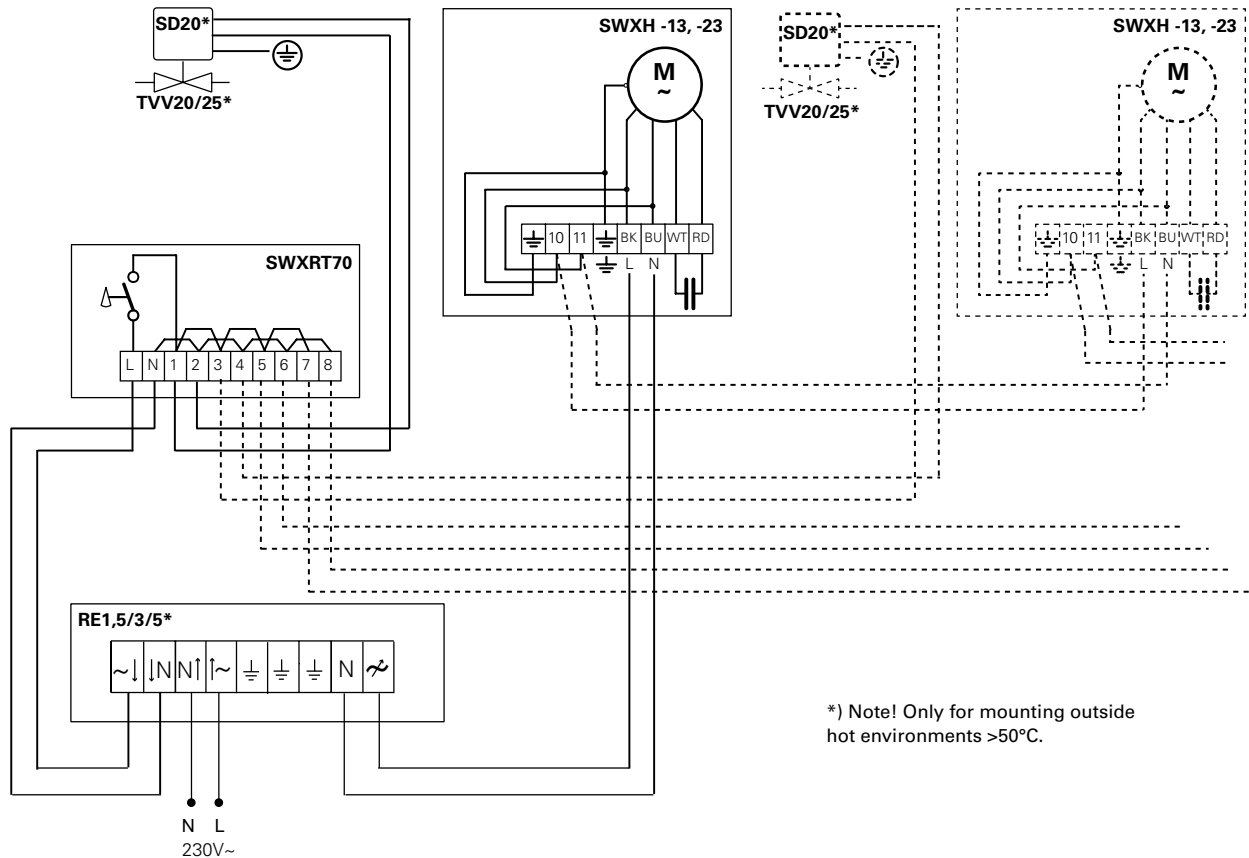 SD20*
TVV20/25*
SWXH -13, -23
M
~
10 11 BK BU WT RD
L N
SD20*
TVV20/25*
SWXH -13, -23
M
~
10 11 BK BU WT RD
L N
SWXRT70
L N 1 2 3 4 5 6 7 8
RE1,5/3/5*
~↓ ↓N N↑ ↑~ N ~
N L
230V~
*) Note! Only for mounting outside
hot environments >50°C.